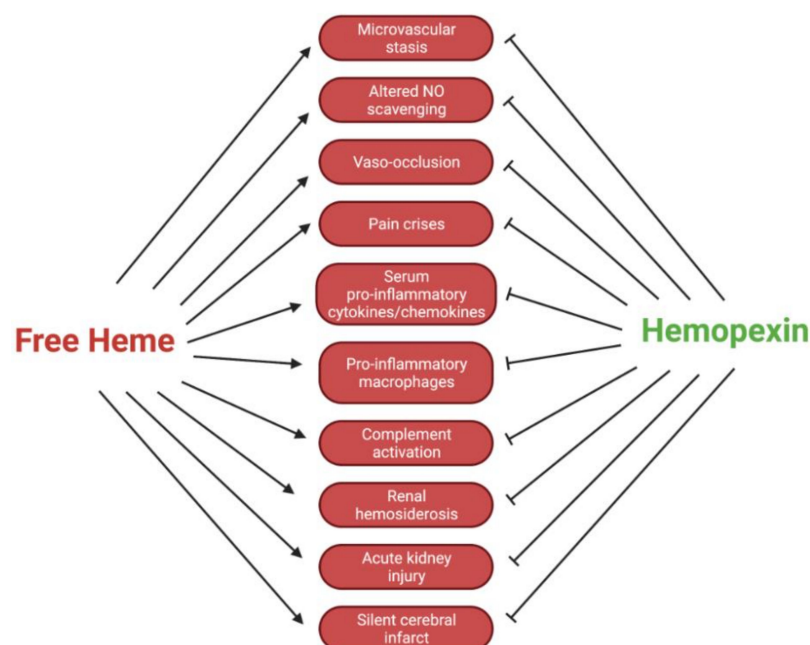 Microvascular
stasis
Altered NO
scavenging
Vaso-occlusion
Pain crises
Serum
pro-inflammatory
cytokines/chemokines
Free Heme
Hemopexin
Pro-inflammatory
macrophages
Complement
activation
Renal
hemosiderosis
Acute kidney
injury
Silent cerebral
infarct